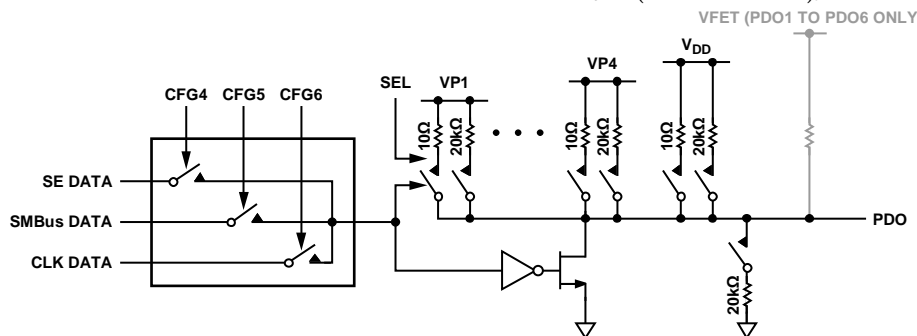 VFET (PDO1 TO PDO6 ONLY
VDD
VP4
SEL
VP1
CFG4 CFG5 CFG6
10Ω
20kΩ
10Ω
20kΩ
10Ω
20kΩ
SE DATA
SMBus DATA
CLK DATA
PDO
20kΩ